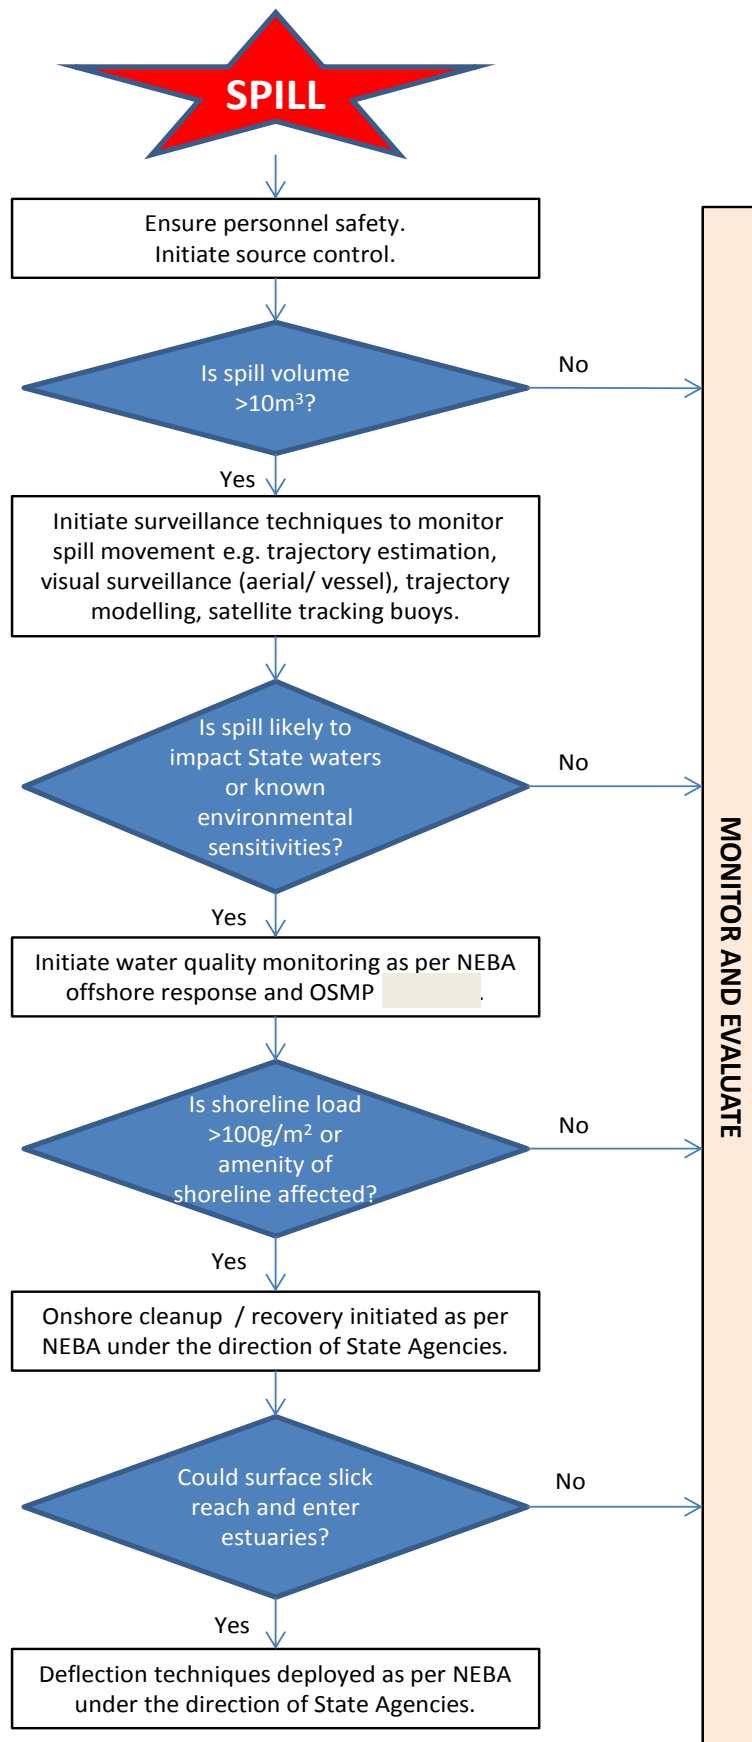 SPILL
Ensure personnel safety.
Initiate source control.
Is spill volume
>10m³?
No
Yes
Initiate surveillance techniques to monitor
spill movement e.g. trajectory estimation,
visual surveillance (aerial/ vessel), trajectory
modelling, satellite tracking buoys.
Is spill likely to
impact State waters
or known
environmental
sensitivities?
No
Yes
Initiate water quality monitoring as per NEBA
offshore response and OSMP .
Is shoreline load
>100g/m² or
amenity of
shoreline affected?
No
Yes
Onshore cleanup / recovery initiated as per
NEBA under the direction of State Agencies.
Could surface slick
reach and enter
estuaries?
No
Yes
Deflection techniques deployed as per NEBA
under the direction of State Agencies.
MONITOR AND EVALUATE